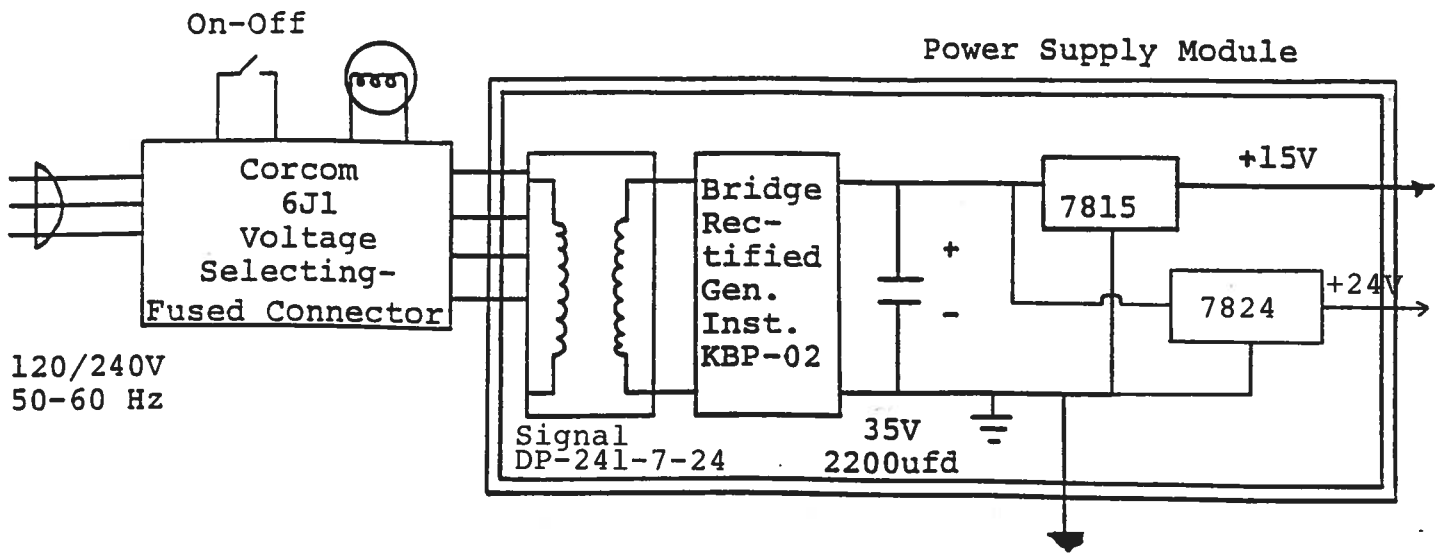 On-Off
Power Supply Module
Corcom
6J1
Voltage
Selecting-
Fused Connector
120/240V
50-60 Hz
Signal
DP-241-7-24
Bridge
Rec-
tified
Gen.
Inst.
KBP-02
+
-
35V
2200ufd
7815
+15V
7824
+24V